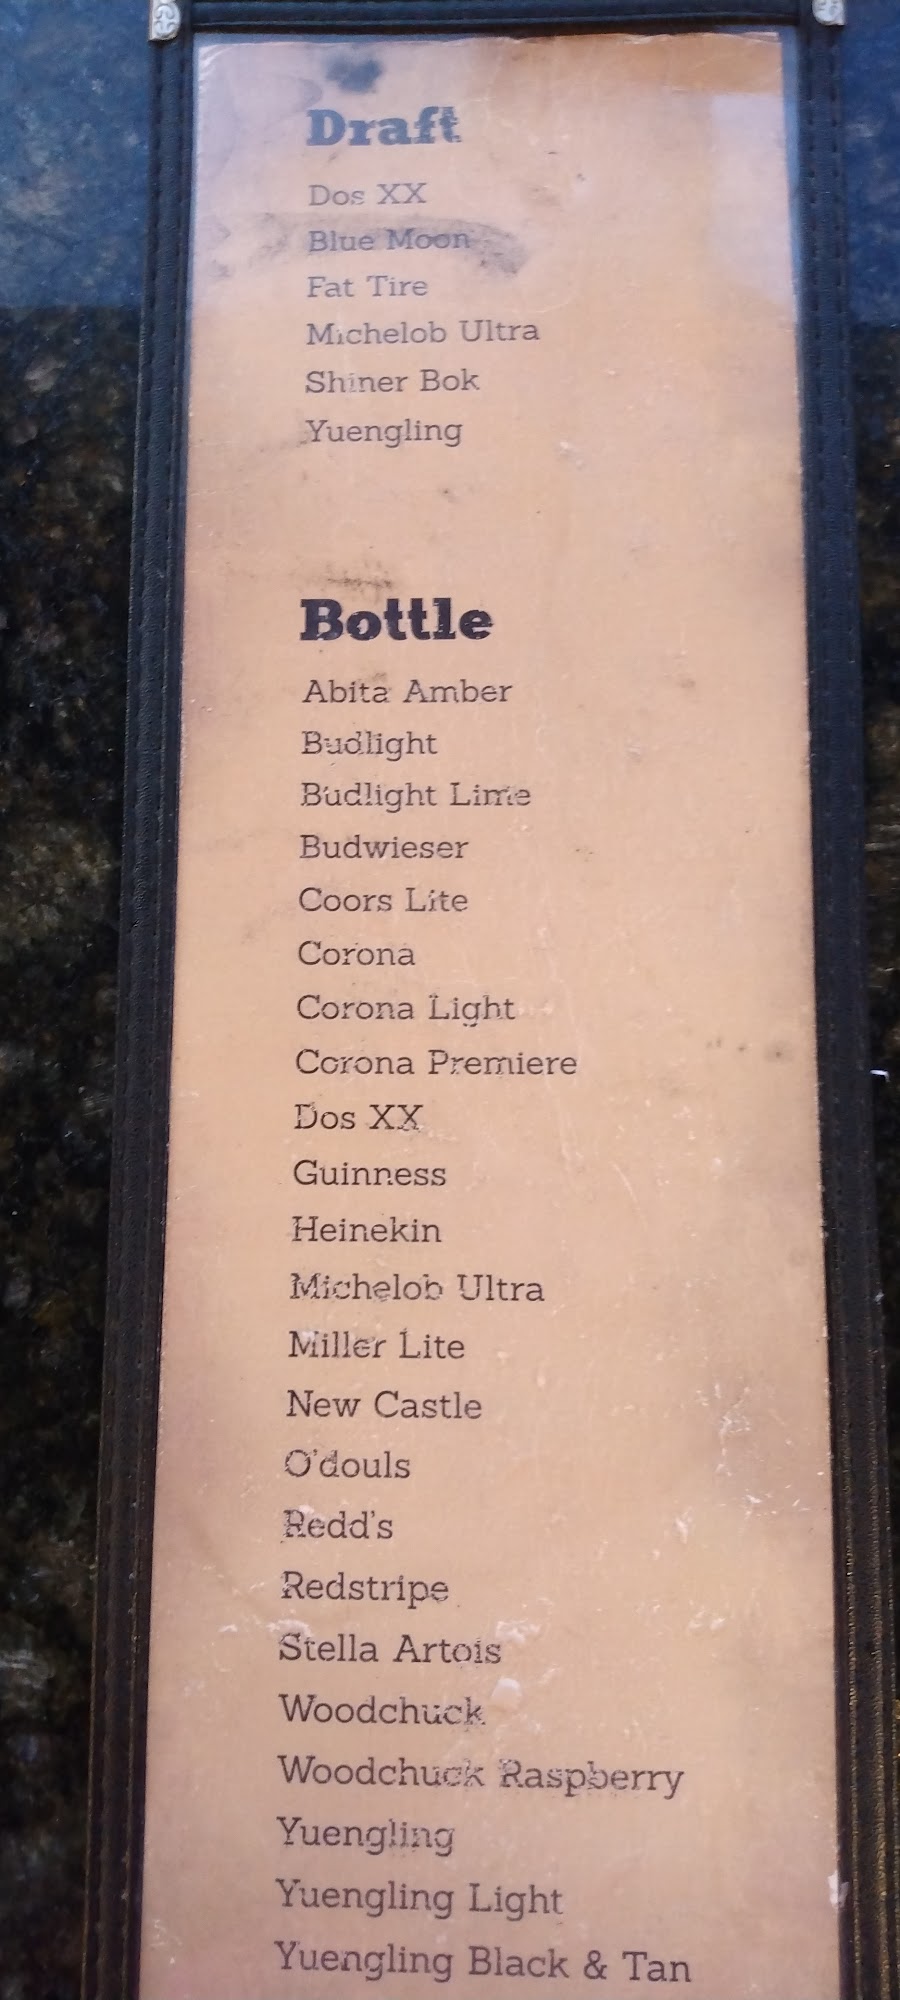 Draft
Dos XX
Blue Moon
Fat Tire
Michelob Ultra
Shiner Bok
Yuengling
Bottle
Abita Amber
Budlight
Budlight Lime
Budwieser
Coors Lite
Corona
Corona Light
Corona Premiere
Dos XX
Guinness
Heinekin
Michelob Ultra
Miller Lite
New Castle
O'douls
Redd's
Redstripe
Stella Artois
Woodchuck
Woodchuck Raspberry
Yuengling
Yuengling Light
Yuengling Black & Tan